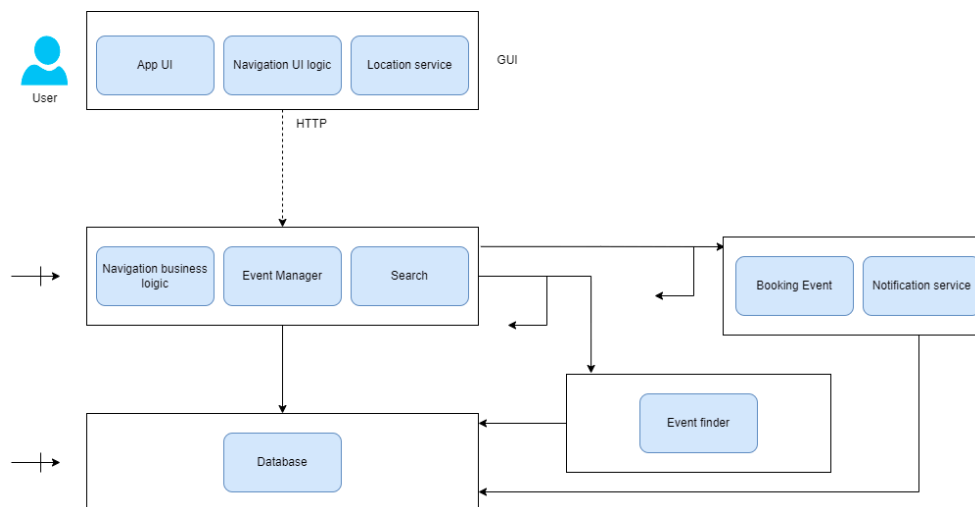 App UI
Navigation UI logic
Location service
GUI
User
HTTP
Navigation business
loigic
Event Manager
Search
Booking Event
Notification service
Event finder
Database